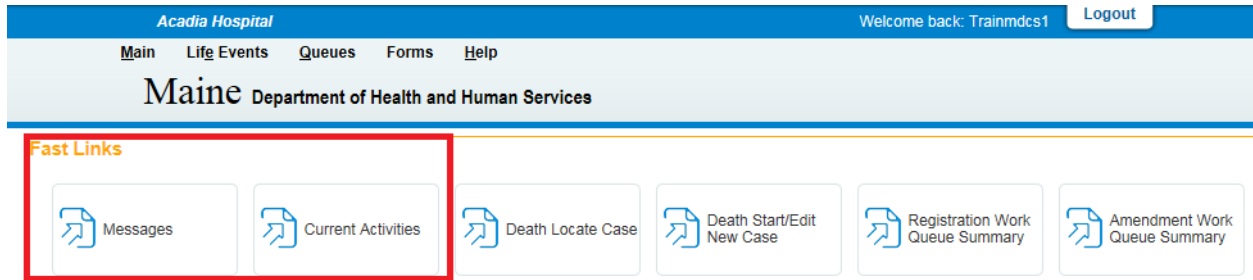 Acadia Hospital Welcome back: Trainmdcs1 Logout
Main Life Events Queues Forms Help
Maine Department of Health and Human Services
Fast Links
Messages
Current Activities
Death Locate Case
Death Start/Edit
New Case
Registration Work
Queue Summary
Amendment Work
Queue Summary